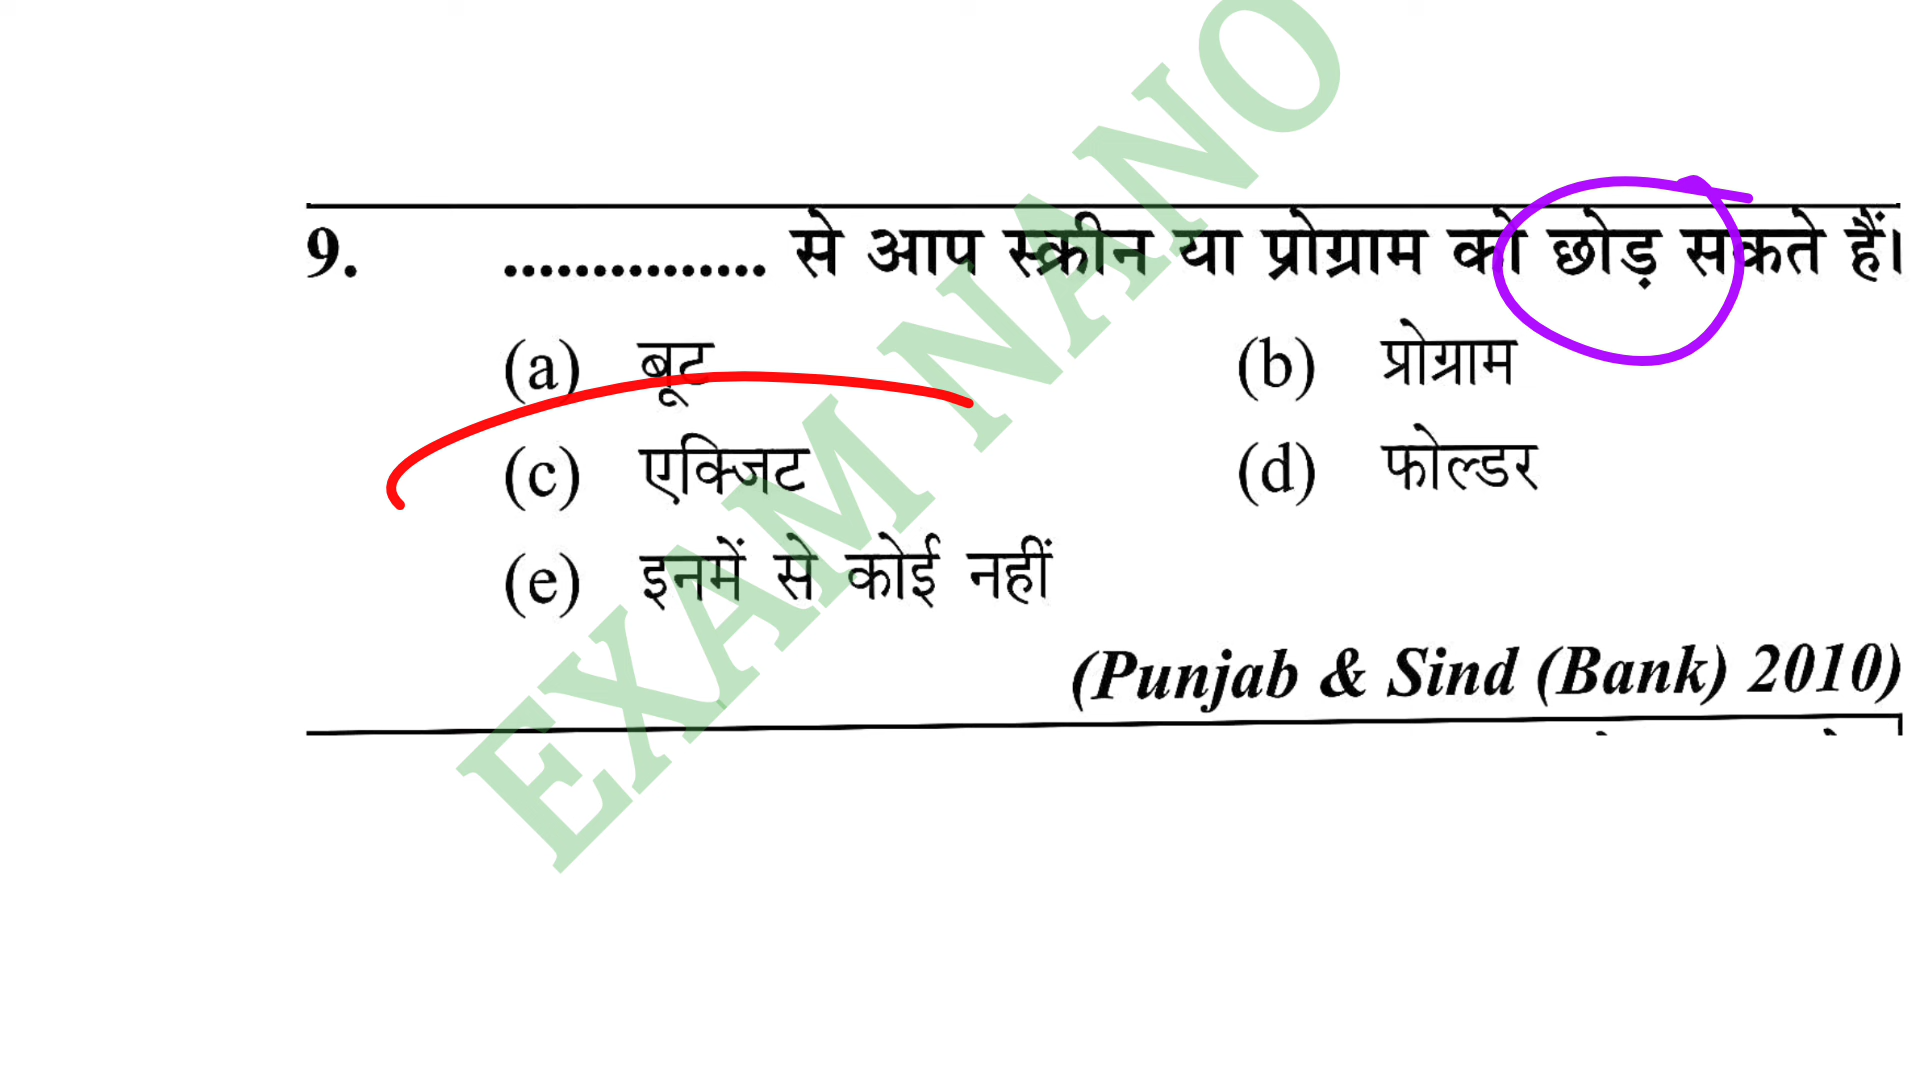 9. ............... से आप स्क्रीन या प्रोग्राम को छोड़ सकते हैं।
(a) बूट (b) प्रोग्राम
(c) एक्जिट (d) फोल्डर
(e) इनमें से कोई नहीं
(Punjab & Sind (Bank) 2010)
EXAM NANO